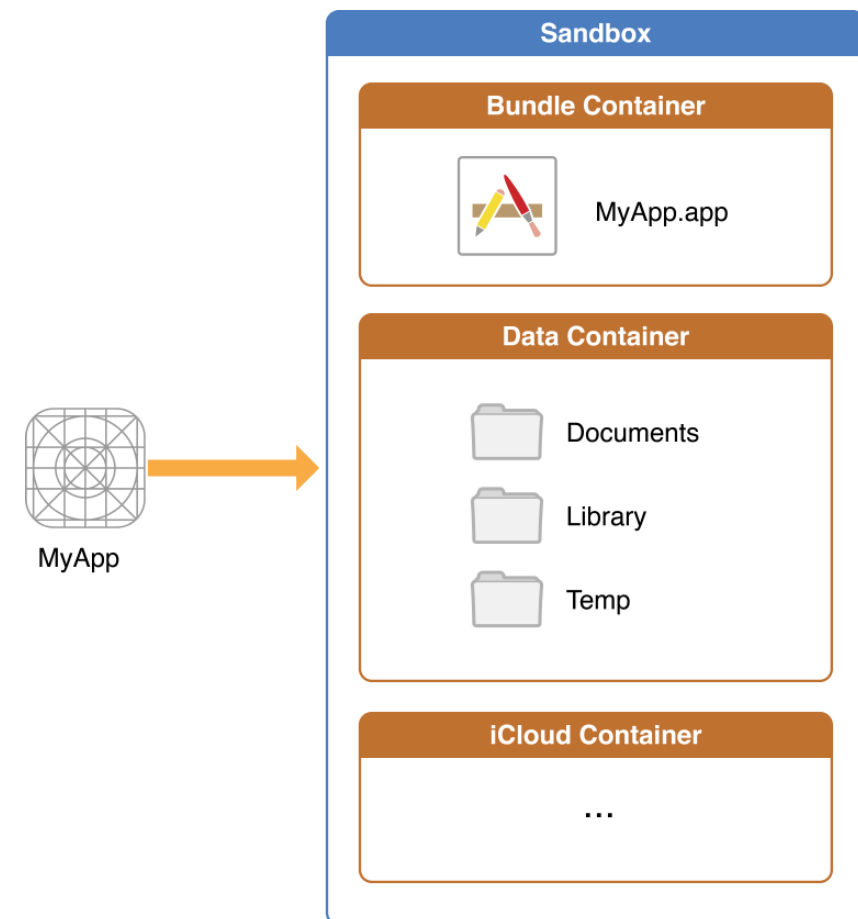 Sandbox
Bundle Container
MyApp.app
Data Container
Documents
Library
Temp
MyApp
iCloud Container
...